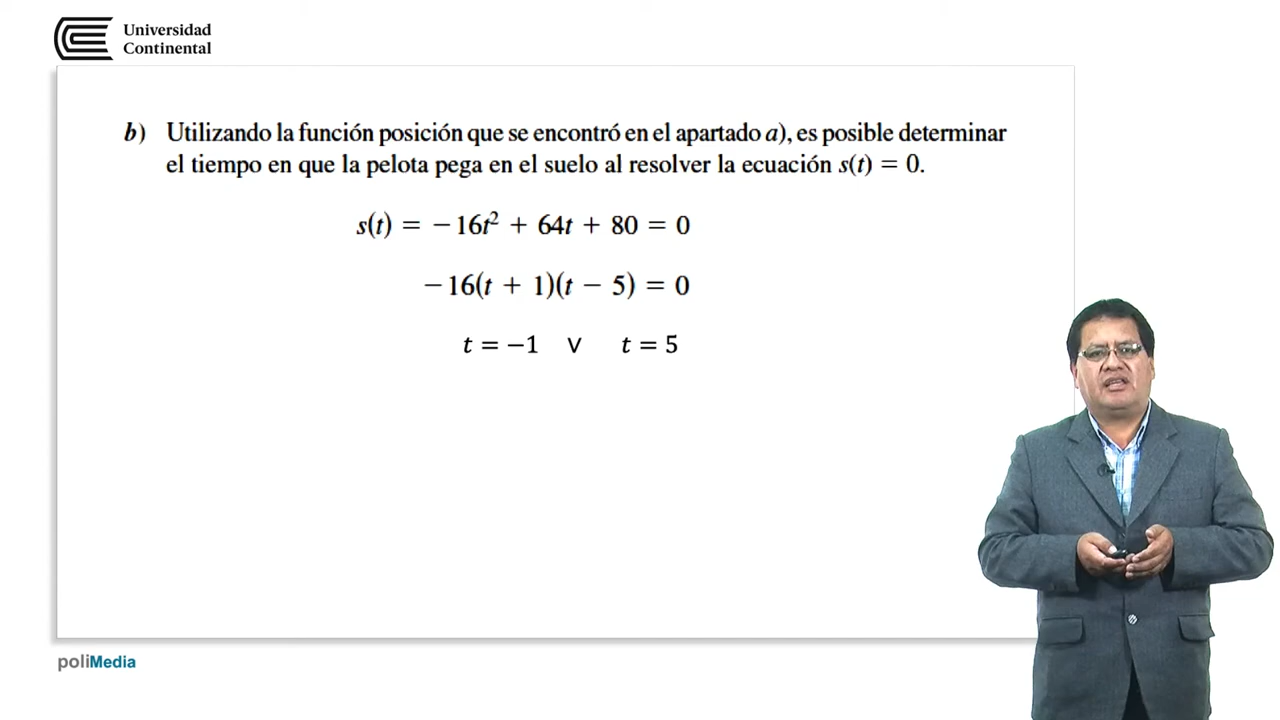 Universidad
Continental
b) Utilizando la función posición que se encontró en el apartado a), es posible determinar
el tiempo en que la pelota pega en el suelo al resolver la ecuación s(t) = 0.
s(t) = −16t² + 64t + 80 = 0
−16(t + 1)(t − 5) = 0
t = −1 ∨ t = 5
poliMedia